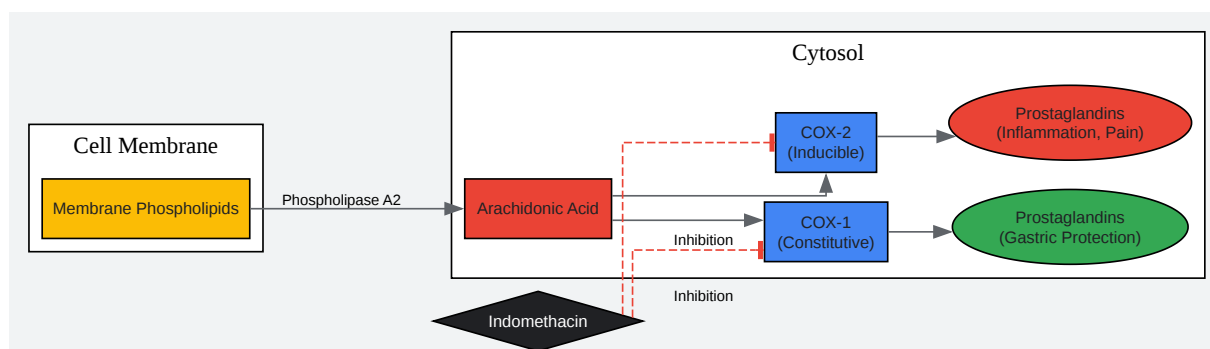 Cytosol
Cell Membrane
Membrane Phospholipids
Phospholipase A2
Arachidonic Acid
COX-2
(Inducible)
Prostaglandins
(Inflammation, Pain)
COX-1
(Constitutive)
Prostaglandins
(Gastric Protection)
Inhibition
Inhibition
Indomethacin